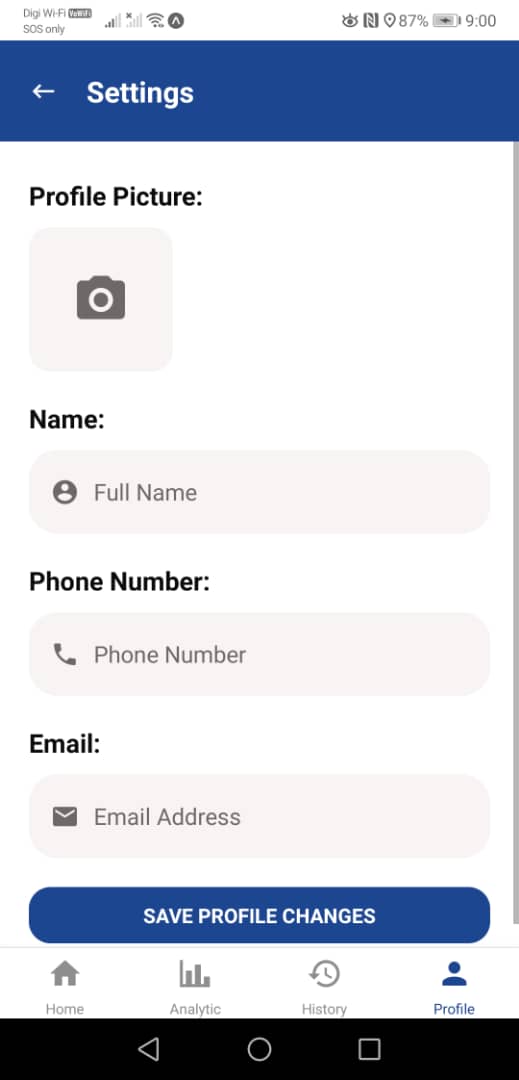 Digi Wi-Fi VoWiFi
SOS only
87% 9:00
Settings
Profile Picture:
Name:
Full Name
Phone Number:
Phone Number
Email:
Email Address
SAVE PROFILE CHANGES
Home Analytic History Profile